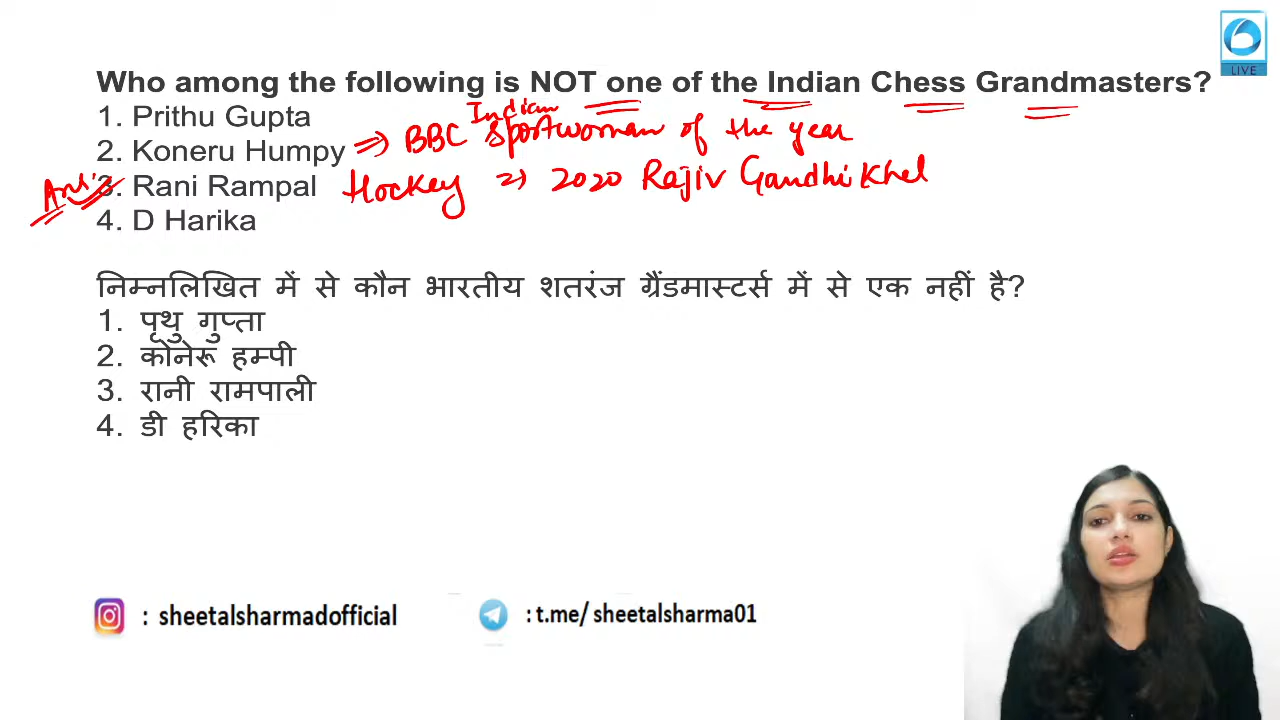 LIVE
Who among the following is NOT one of the Indian Chess Grandmasters?
1. Prithu Gupta
Indian
2. Koneru Humpy => BBC Sportwoman of the year
Ans 3. Rani Rampal Hockey => 2020 Rajiv Gandhi Khel
4. D Harika
निम्नलिखित में से कौन भारतीय शतरंज ग्रैंडमास्टर्स में से एक नहीं है?
1. पृथु गुप्ता
2. कोनेरू हम्पी
3. रानी रामपाली
4. डी हरिका
: sheetalsharmadofficial
: t.me/ sheetalsharma01